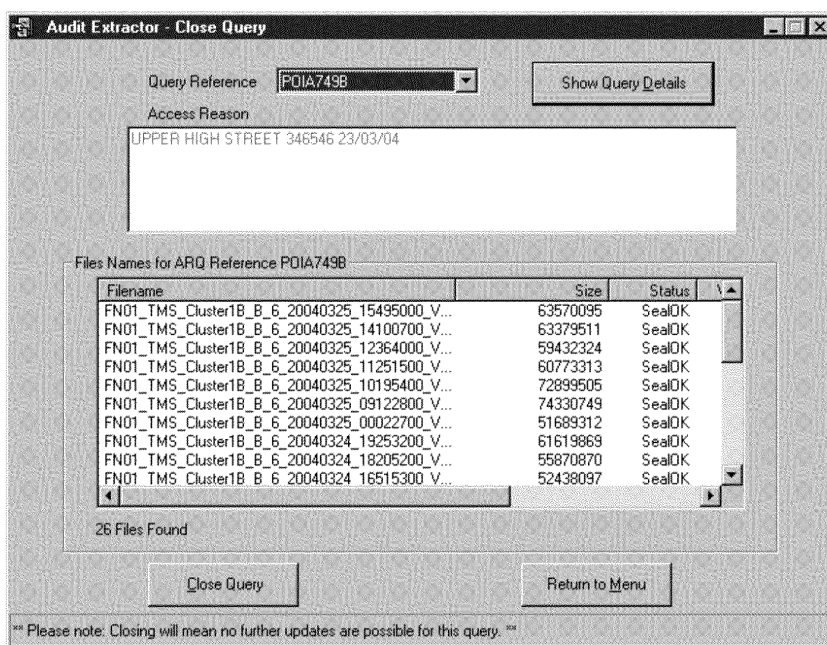 Audit Extractor - Close Query
Query Reference POIA749B Show Query Details
Access Reason
UPPER HIGH STREET 346546 23/03/04
Files Names for ARQ Reference POIA749B
Filename Size Status V
FN01_TMS_Cluster1B_B_6_20040325_15495000_V... 63570095 SealOK
FN01_TMS_Cluster1B_B_6_20040325_14100700_V... 63379511 SealOK
FN01_TMS_Cluster1B_B_6_20040325_12364000_V... 59432324 SealOK
FN01_TMS_Cluster1B_B_6_20040325_11251500_V... 60773313 SealOK
FN01_TMS_Cluster1B_B_6_20040325_10195400_V... 72899505 SealOK
FN01_TMS_Cluster1B_B_6_20040325_09122800_V... 74330749 SealOK
FN01_TMS_Cluster1B_B_6_20040325_00022700_V... 51689312 SealOK
FN01_TMS_Cluster1B_B_6_20040324_19253200_V... 61619869 SealOK
FN01_TMS_Cluster1B_B_6_20040324_18205200_V... 55870870 SealOK
FN01_TMS_Cluster1B_B_6_20040324_16515300_V... 52438097 SealOK
26 Files Found
Close Query Return to Menu
** Please note: Closing will mean no further updates are possible for this query. **